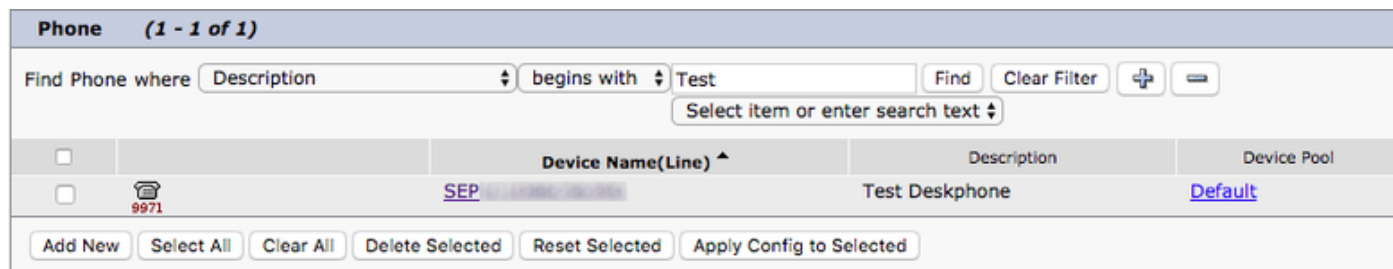 Phone (1 - 1 of 1)
Find Phone where Description begins with Test Find Clear Filter
Select item or enter search text
Device Name(Line) Description Device Pool
9971 SEP Test Deskphone Default
Add New Select All Clear All Delete Selected Reset Selected Apply Config to Selected